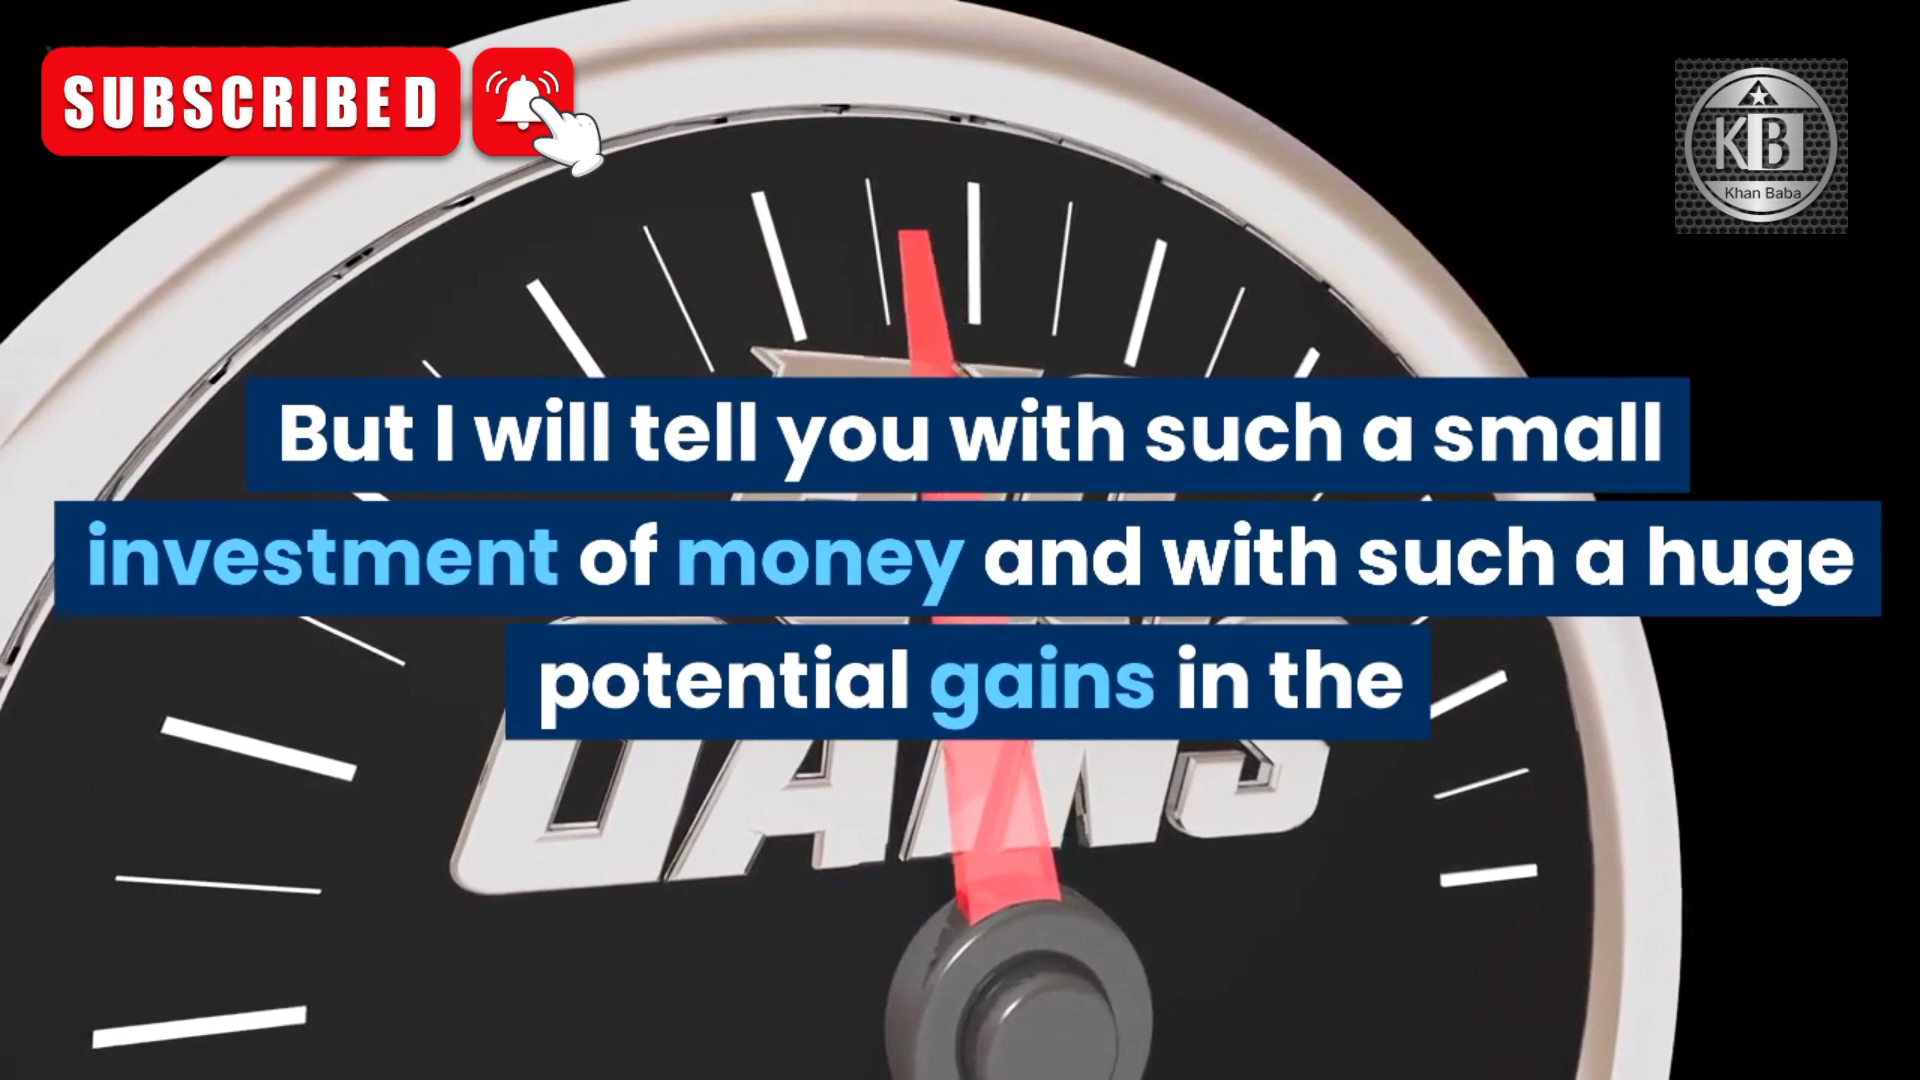 SUBSCRIBED
KB
Khan Baba
But I will tell you with such a small
investment of money and with such a huge
potential gains in the